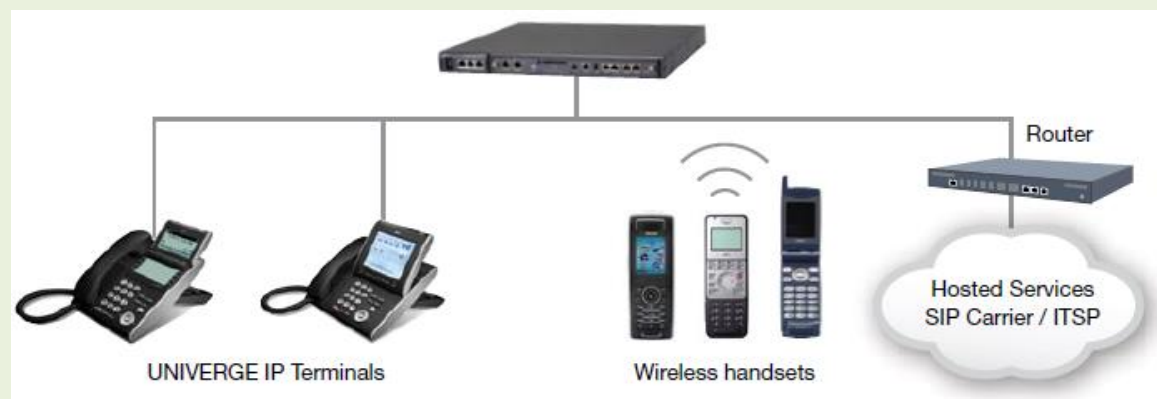 Router
Hosted Services
SIP Carrier / ITSP
UNIVERGE IP Terminals
Wireless handsets